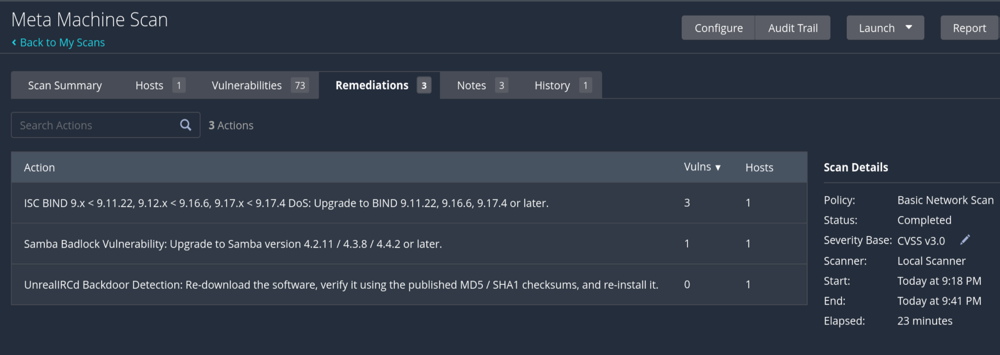 Meta Machine Scan
Configure Audit Trail Launch Report
Back to My Scans
Scan Summary Hosts 1 Vulnerabilities 73 Remediations 3 Notes 3 History 1
Search Actions 3 Actions
Action Vulns ▼ Hosts
ISC BIND 9.x < 9.11.22, 9.12.x < 9.16.6, 9.17.x < 9.17.4 DoS: Upgrade to BIND 9.11.22, 9.16.6, 9.17.4 or later. 3 1
Samba Badlock Vulnerability: Upgrade to Samba version 4.2.11 / 4.3.8 / 4.4.2 or later. 1 1
UnrealIRCd Backdoor Detection: Re-download the software, verify it using the published MD5 / SHA1 checksums, and re-install it. 0 1
Scan Details
Policy: Basic Network Scan
Status: Completed
Severity Base: CVSS v3.0
Scanner: Local Scanner
Start: Today at 9:18 PM
End: Today at 9:41 PM
Elapsed: 23 minutes